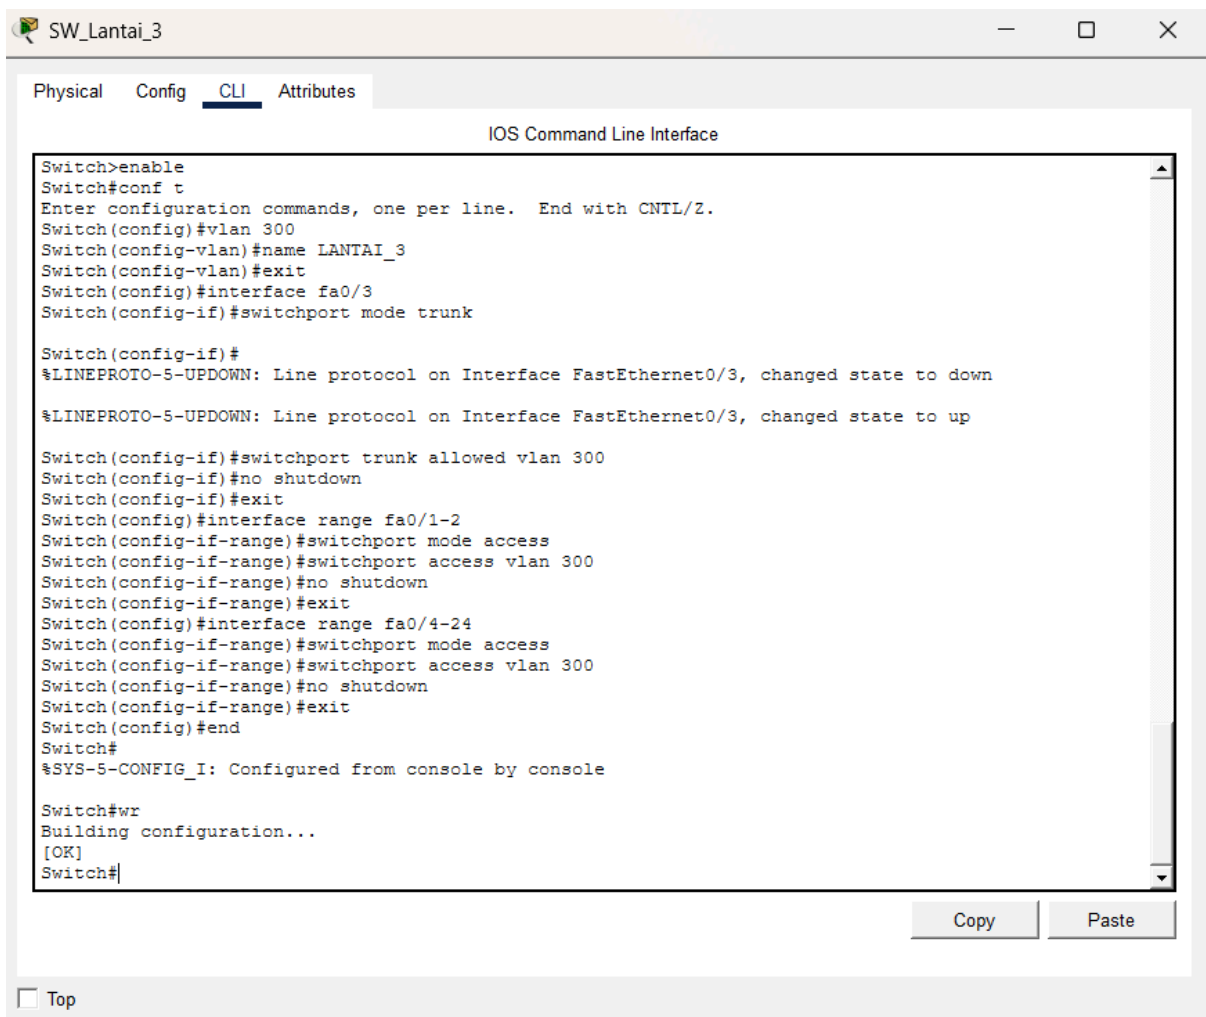 SW_Lantai_3
Physical Config CLI Attributes
IOS Command Line Interface
Switch>enable
Switch#conf t
Enter configuration commands, one per line.  End with CNTL/Z.
Switch(config)#vlan 300
Switch(config-vlan)#name LANTAI_3
Switch(config-vlan)#exit
Switch(config)#interface fa0/3
Switch(config-if)#switchport mode trunk
Switch(config-if)#
%LINEPROTO-5-UPDOWN: Line protocol on Interface FastEthernet0/3, changed state to down
%LINEPROTO-5-UPDOWN: Line protocol on Interface FastEthernet0/3, changed state to up
Switch(config-if)#switchport trunk allowed vlan 300
Switch(config-if)#no shutdown
Switch(config-if)#exit
Switch(config)#interface range fa0/1-2
Switch(config-if-range)#switchport mode access
Switch(config-if-range)#switchport access vlan 300
Switch(config-if-range)#no shutdown
Switch(config-if-range)#exit
Switch(config)#interface range fa0/4-24
Switch(config-if-range)#switchport mode access
Switch(config-if-range)#switchport access vlan 300
Switch(config-if-range)#no shutdown
Switch(config-if-range)#exit
Switch(config)#end
Switch#
%SYS-5-CONFIG_I: Configured from console by console
Switch#wr
Building configuration...
[OK]
Switch#
Copy Paste
Top